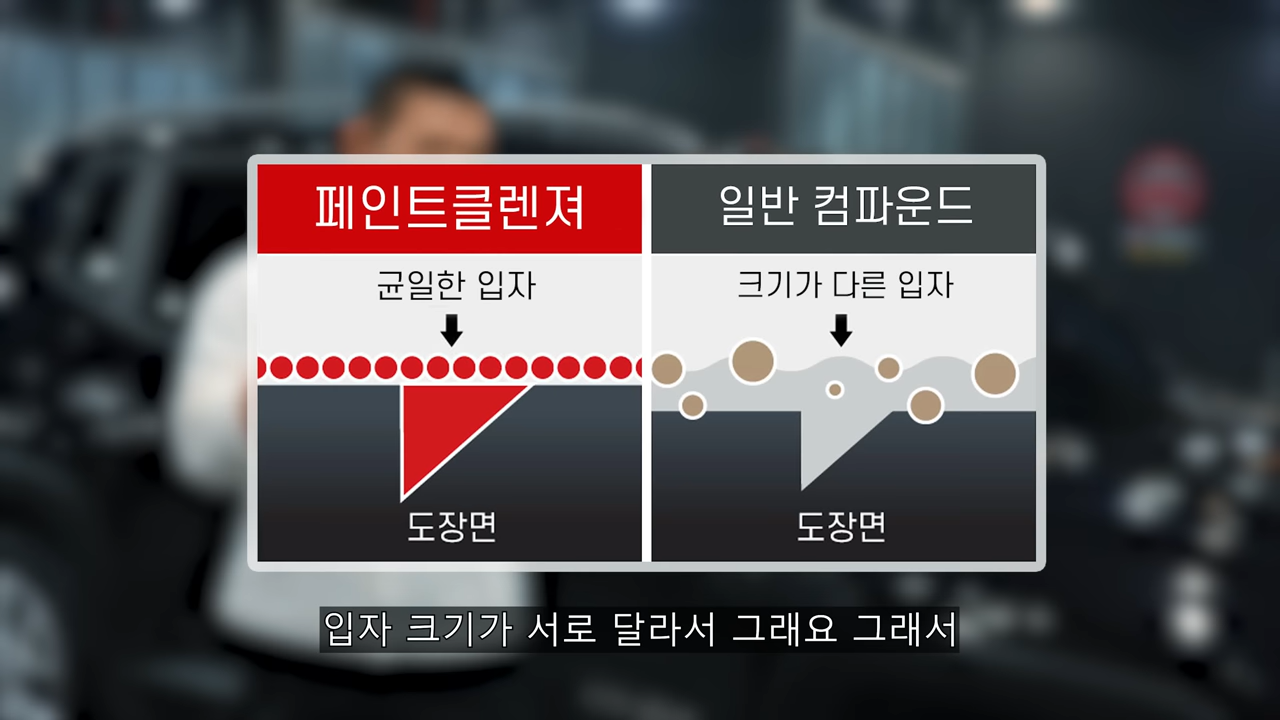 페인트클렌져
균일한 입자
도장면
일반 컴파운드
크기가 다른 입자
도장면
입자 크기가 서로 달라서 그래요 그래서